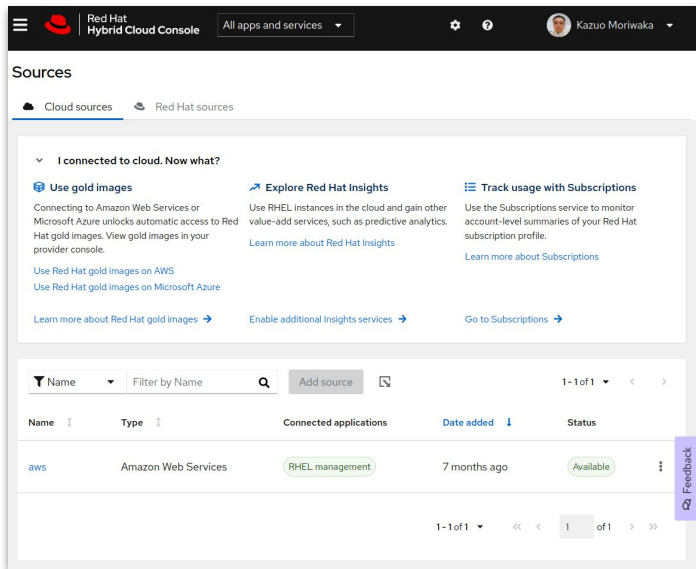 Red Hat
Hybrid Cloud Console
All apps and services
Kazuo Moriwaka
Sources
Cloud sources
Red Hat sources
I connected to cloud. Now what?
Use gold images
Connecting to Amazon Web Services or
Microsoft Azure unlocks automatic access to Red
Hat gold images. View gold images in your
provider console.
Use Red Hat gold images on AWS
Use Red Hat gold images on Microsoft Azure
Learn more about Red Hat gold images
Explore Red Hat Insights
Use RHEL instances in the cloud and gain other
value-add services, such as predictive analytics.
Learn more about Red Hat Insights
Enable additional Insights services
Track usage with Subscriptions
Use the Subscriptions service to monitor
account-level summaries of your Red Hat
subscription profile.
Learn more about Subscriptions
Go to Subscriptions
Name Filter by Name Add source 1 - 1 of 1
Name Type Connected applications Date added Status
aws Amazon Web Services RHEL management 7 months ago Available
1 - 1 of 1 1 of 1
Feedback